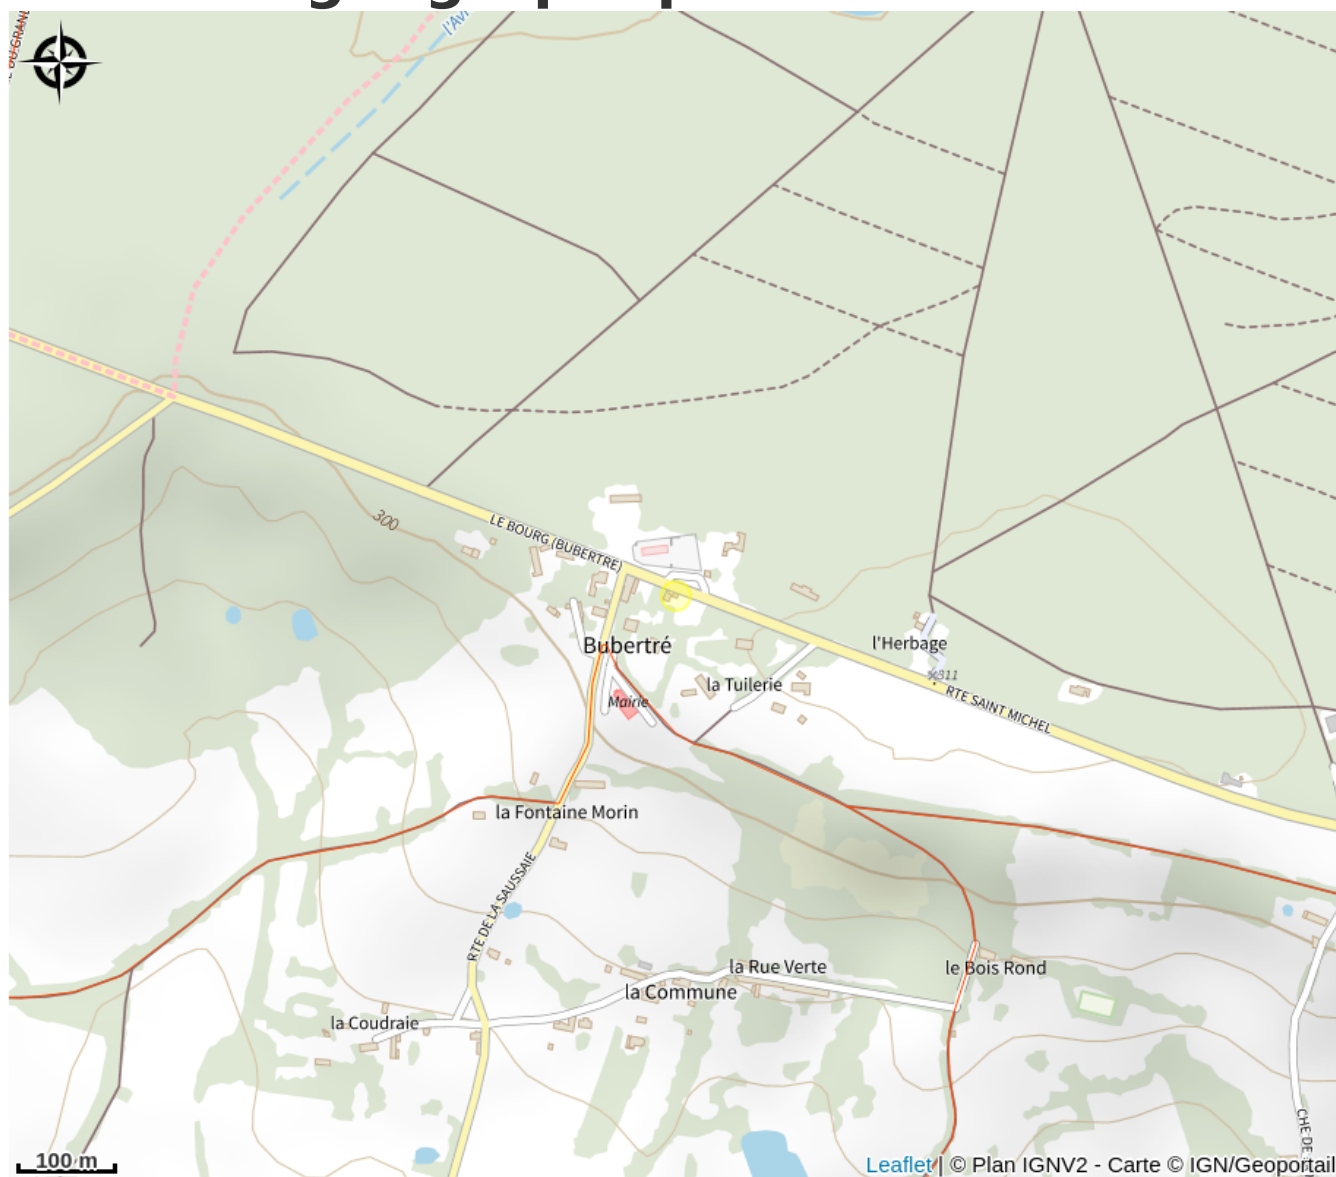 l'Avr
300
LE BOURG (BUBERTRE)
Bubertré
l'Herbage
311
la Tuilerie
RTE SAINT MICHEL
Mairie
la Fontaine Morin
RTE DE LA SAUSSAIE
la Rue Verte
le Bois Rond
la Commune
la Coudraie
CHE DE
100 m
Leaflet | © Plan IGNV2 - Carte © IGN/Geoportail